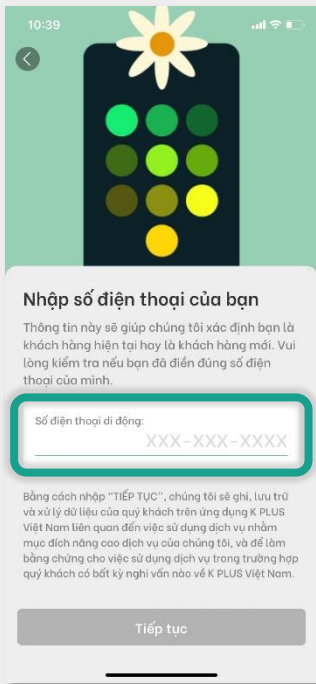 10:39
Nhập số điện thoại của bạn
Thông tin này sẽ giúp chúng tôi xác định bạn là
khách hàng hiện tại hay là khách hàng mới. Vui
lòng kiểm tra nếu bạn đã điền đúng số điện
thoại của mình.
Số điện thoại di động:
XXX-XXX-XXXX
Bằng cách nhập "TIẾP TỤC", chúng tôi sẽ ghi, lưu trữ
và xử lý dữ liệu của quý khách trên ứng dụng K PLUS
Việt Nam liên quan đến việc sử dụng dịch vụ nhằm
mục đích nâng cao dịch vụ của chúng tôi, và để làm
bằng chứng cho việc sử dụng dịch vụ trong trường hợp
quý khách có bất kỳ nghi vấn nào về K PLUS Việt Nam.
Tiếp tục